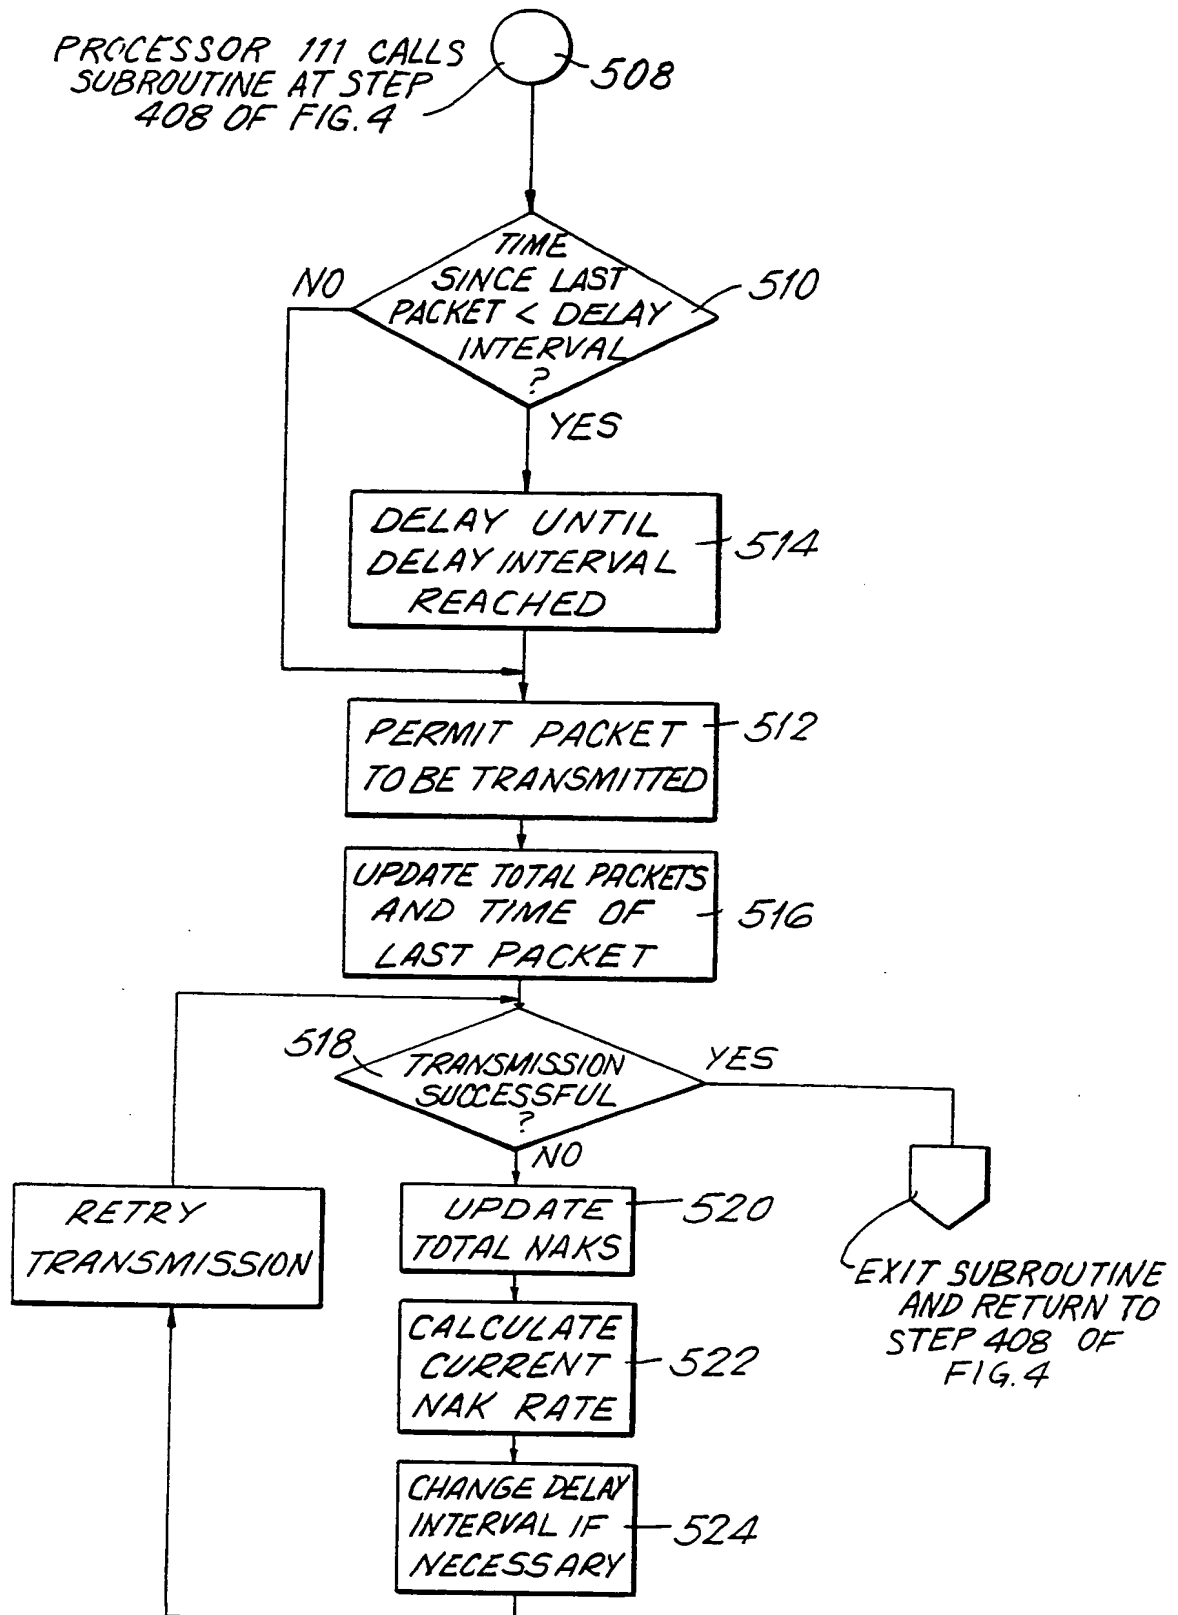 PROCESSOR 111 CALLS
SUBROUTINE AT STEP
408 OF FIG. 4
508
TIME
SINCE LAST
PACKET < DELAY
INTERVAL
?
510
NO
YES
DELAY UNTIL
DELAY INTERVAL
REACHED
514
PERMIT PACKET
TO BE TRANSMITTED
512
UPDATE TOTAL PACKETS
AND TIME OF
LAST PACKET
516
518
TRANSMISSION
SUCCESSFUL
?
YES
NO
RETRY
TRANSMISSION
UPDATE
TOTAL NAKS
520
EXIT SUBROUTINE
AND RETURN TO
STEP 408 OF
FIG. 4
CALCULATE
CURRENT
NAK RATE
522
CHANGE DELAY
INTERVAL IF
NECESSARY
524